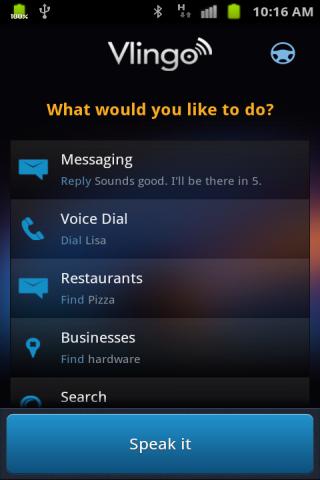 100%
H
10:16 AM
Vlingo
What would you like to do?
Messaging
Reply Sounds good. I'll be there in 5.
Voice Dial
Dial Lisa
Restaurants
Find Pizza
Businesses
Find hardware
Search
Speak it